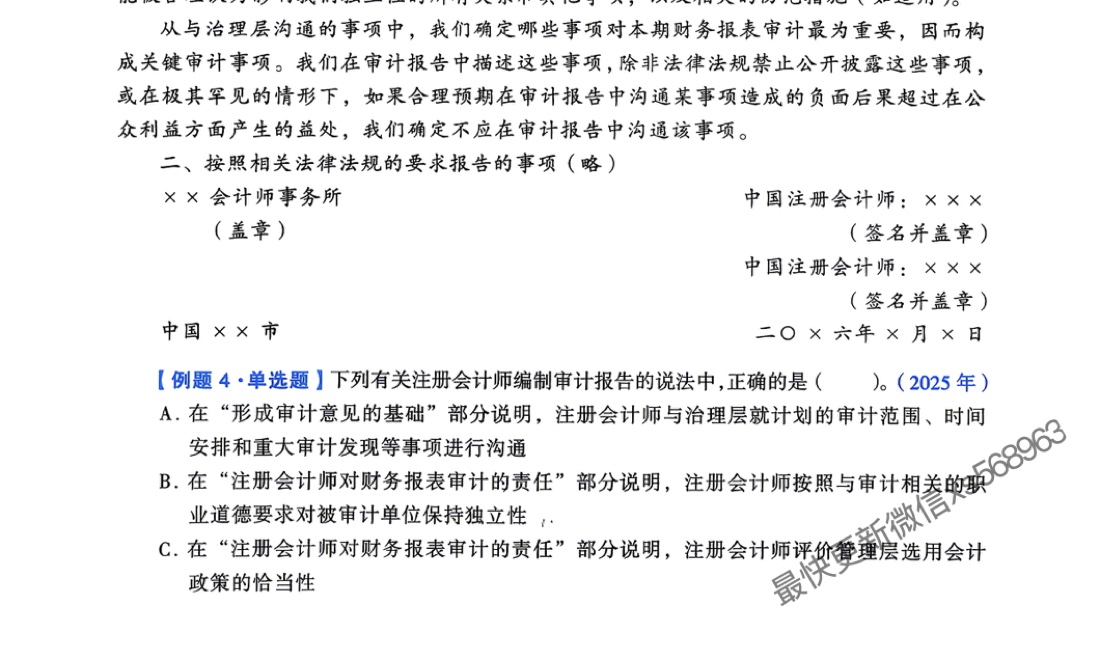 从与治理层沟通的事项中，我们确定哪些事项对本期财务报表审计最为重要，因而构
成关键审计事项。我们在审计报告中描述这些事项，除非法律法规禁止公开披露这些事项，
或在极其罕见的情形下，如果合理预期在审计报告中沟通某事项造成的负面后果超过在公
众利益方面产生的益处，我们确定不应在审计报告中沟通该事项。
二、按照相关法律法规的要求报告的事项（略）
××会计师事务所 中国注册会计师：×××
（盖章） （签名并盖章）
中国注册会计师：×××
（签名并盖章）
中国××市 二〇×六年×月×日
【例题4·单选题】下列有关注册会计师编制审计报告的说法中，正确的是（ ）。（2025年）
A. 在“形成审计意见的基础”部分说明，注册会计师与治理层就计划的审计范围、时间
安排和重大审计发现等事项进行沟通
B. 在“注册会计师对财务报表审计的责任”部分说明，注册会计师按照与审计相关的职
业道德要求对被审计单位保持独立性
C. 在“注册会计师对财务报表审计的责任”部分说明，注册会计师评价管理层选用会计
政策的恰当性